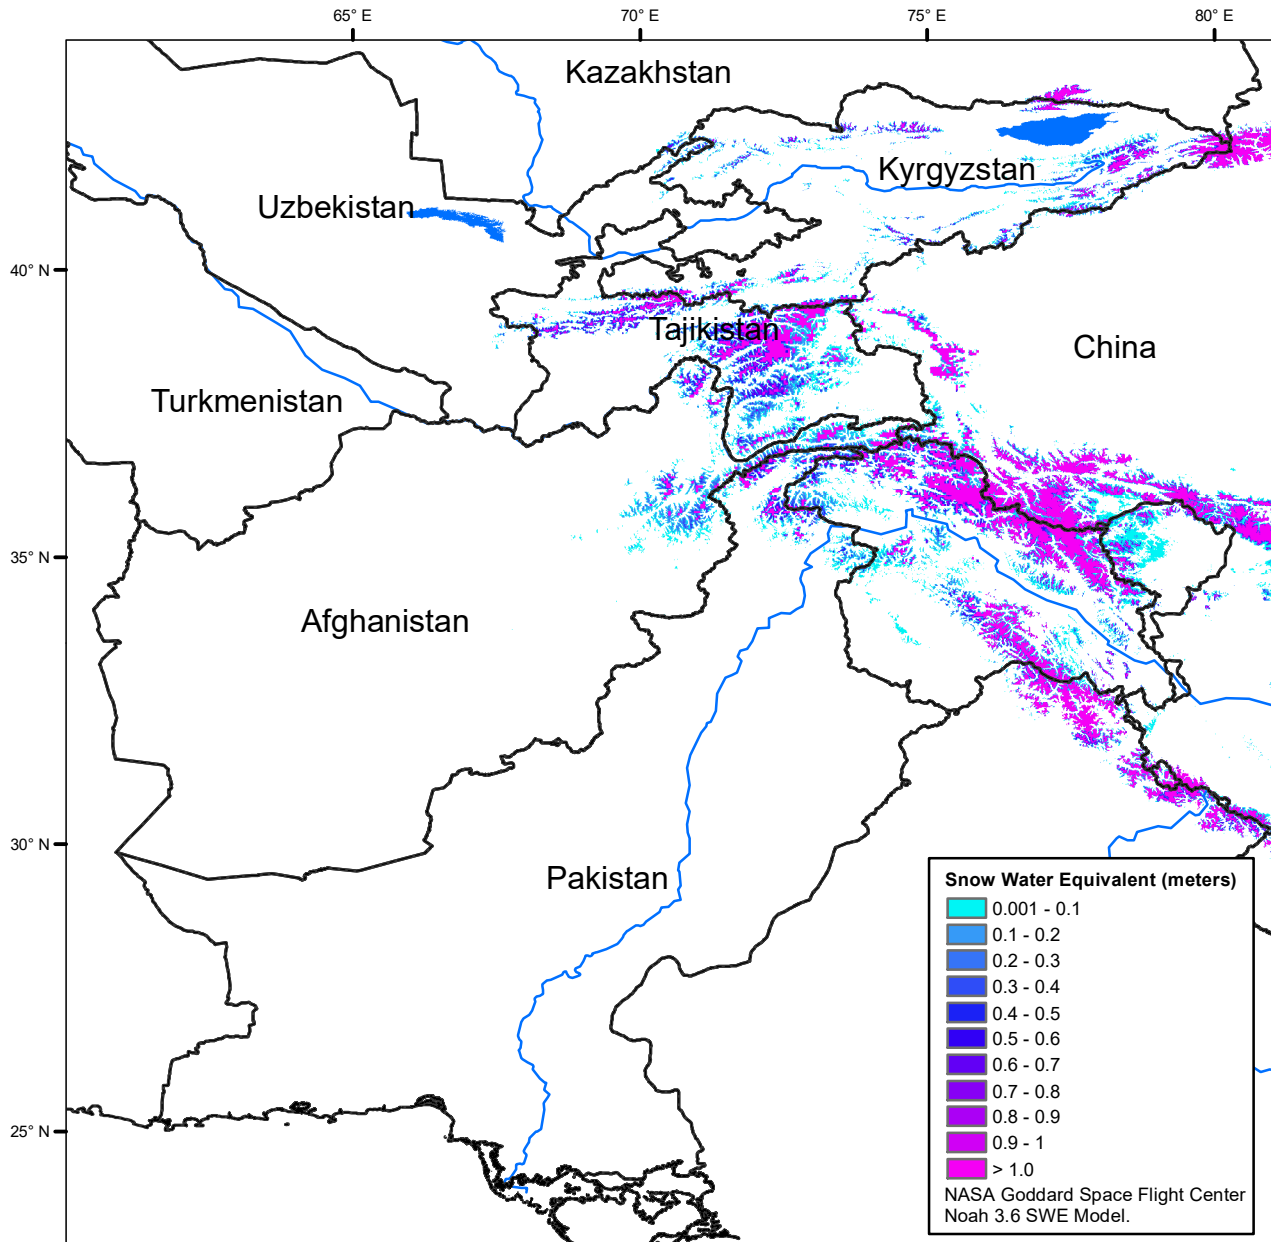 65° E
70° E
75° E
80° E
Kazakhstan
Kyrgyzstan
Uzbekistan
40° N
Tajikistan
China
Turkmenistan
35° N
Afghanistan
30° N
Pakistan
25° N
Snow Water Equivalent (meters)
0.001 - 0.1
0.1 - 0.2
0.2 - 0.3
0.3 - 0.4
0.4 - 0.5
0.5 - 0.6
0.6 - 0.7
0.7 - 0.8
0.8 - 0.9
0.9 - 1
> 1.0
NASA Goddard Space Flight Center
Noah 3.6 SWE Model.